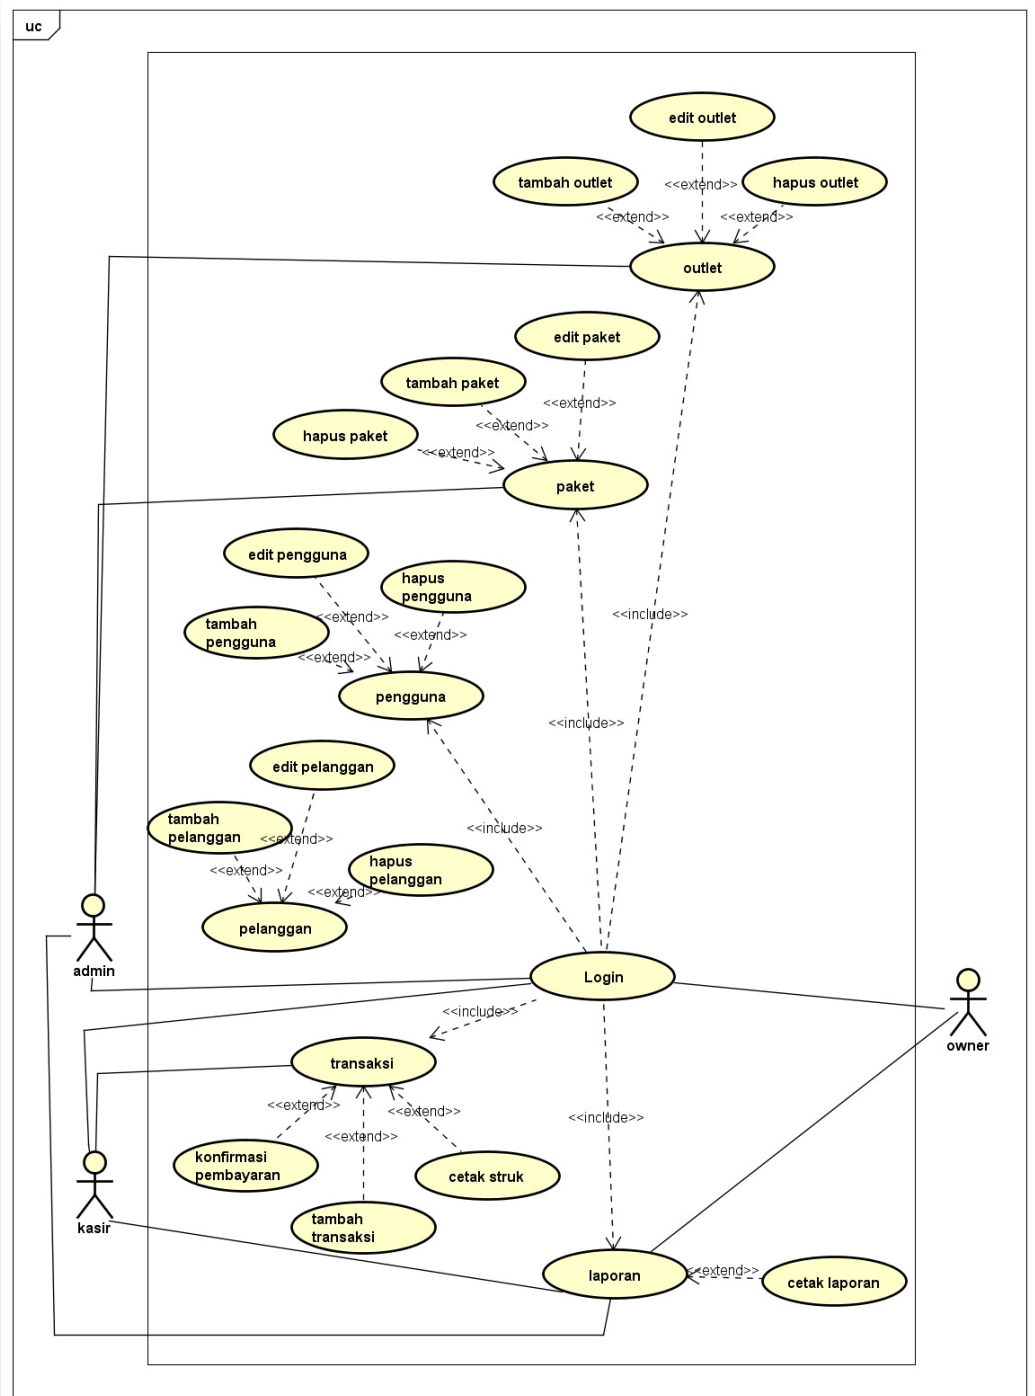 uc
edit outlet
tambah outlet
<<extend>>
hapus outlet
<<extend>>
<<extend>>
outlet
edit paket
tambah paket
<<extend>>
<<extend>>
hapus paket
<<extend>>
paket
edit pengguna
hapus
pengguna
<<extend>>
tambah
pengguna
<<include>>
<<extend>>
<<extend>>
pengguna
<<include>>
edit pelanggan
tambah
pelanggan
<<include>>
<<extend>>
hapus
pelanggan
<<extend>>
<<extend>>
pelanggan
admin
Login
<<include>>
owner
transaksi
<<extend>>
<<extend>>
<<include>>
<<extend>>
konfirmasi
pembayaran
cetak struk
kasir
tambah
transaksi
laporan
<<extend>>
cetak laporan